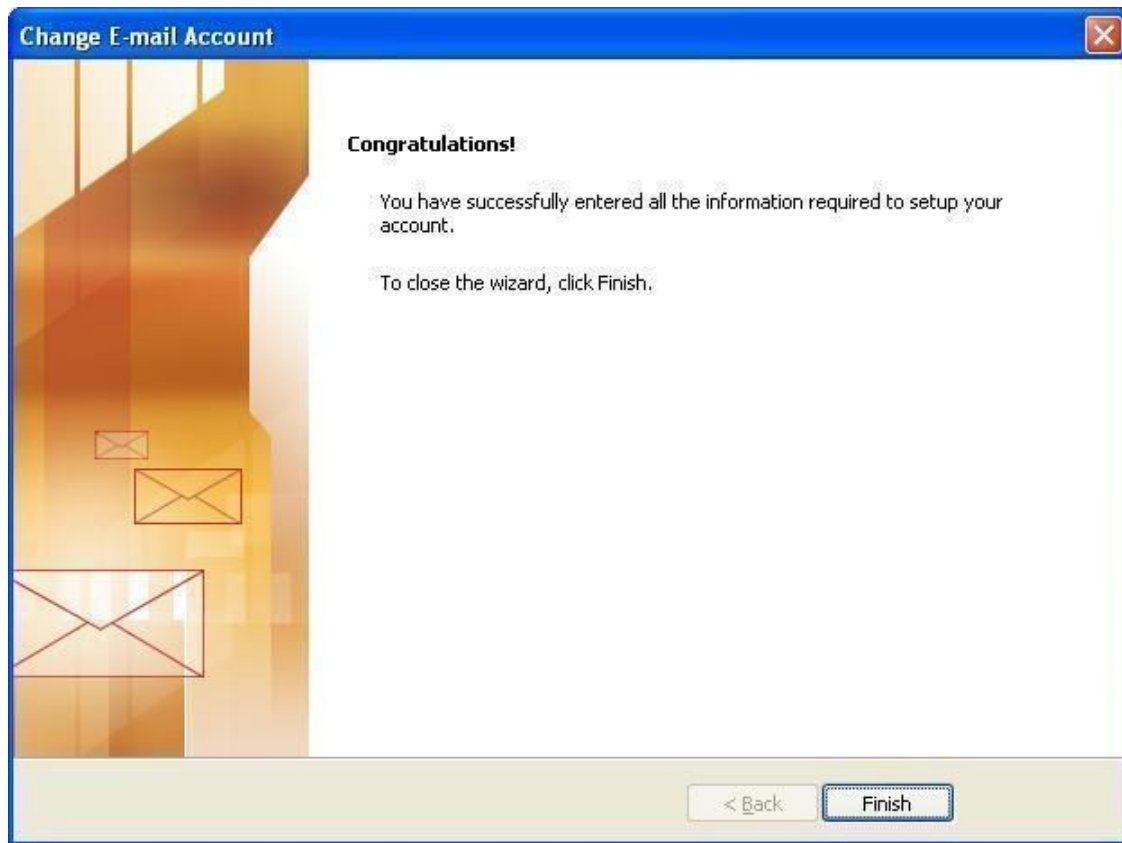 Change E-mail Account
Congratulations!
You have successfully entered all the information required to setup your
account.
To close the wizard, click Finish.
< Back
Finish